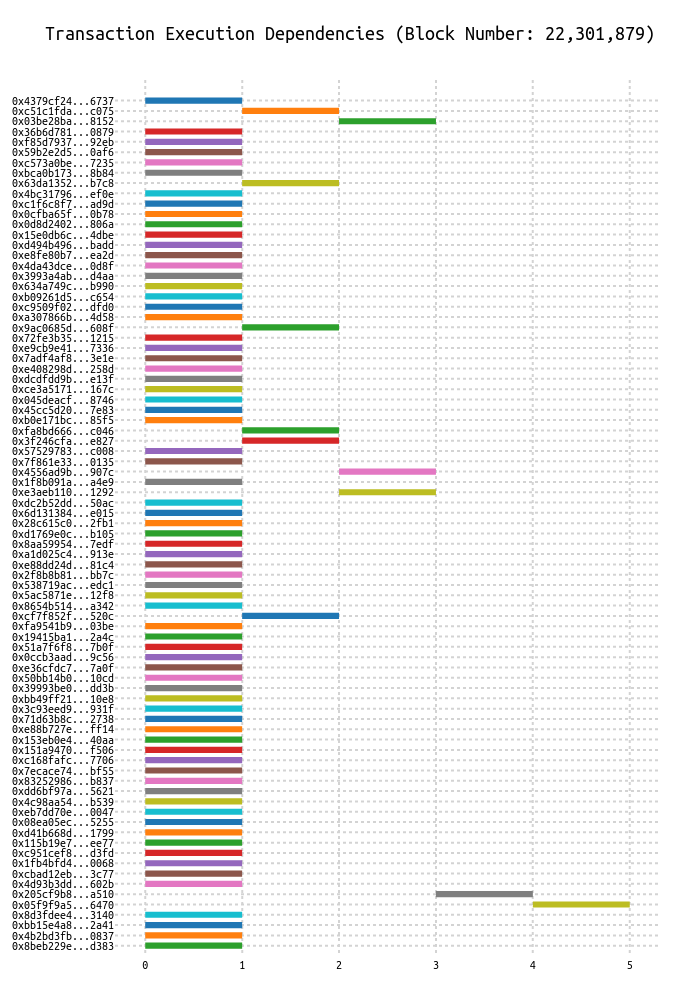 Transaction Execution Dependencies (Block Number: 22,301,879)
0x4379cf24...6737
0xc51c1fda...c075
0x03be28ba...8152
0x36b6d781...0879
0xf85d7937...92eb
0x59b2e2d5...0af6
0xc573a0be...7235
0xbca0b173...8b84
0x63da1352...b7c8
0x4bc31796...ef0e
0xc1f6c8f7...ad9d
0x0cfba65f...0b78
0x0d8d2402...806a
0x15e0db6c...4dbe
0xd494b496...badd
0xe8fe80b7...ea2d
0x4da43dce...0d8f
0x3993a4ab...d4aa
0x634a749c...b990
0xb09261d5...c654
0xc9509f02...dfd0
0xa307866b...4d58
0x9ac0685d...608f
0x72fe3b35...1215
0xe9cb9e41...7336
0x7adf4af8...3e1e
0xe408298d...258d
0xdcdfdd9b...e13f
0xce3a5171...167c
0x045deacf...8746
0x45cc5d20...7e83
0xb0e171bc...85f5
0xfa8bd666...c046
0x3f246cfa...e827
0x57529783...c008
0x7f861e33...0135
0x4556ad9b...907c
0x1f8b091a...a4e9
0xe3aeb110...1292
0xdc2b52dd...50ac
0x6d131384...e015
0x28c615c0...2fb1
0xd1769e0c...b105
0x8aa59954...7edf
0xa1d025c4...913e
0xe88dd24d...81c4
0x2f8b8b81...bb7c
0x538719ac...edc1
0x5ac5871e...12f8
0x8654b514...a342
0xcf7f852f...520c
0xfa9541b9...03be
0x19415ba1...2a4c
0x51a7f6f8...7b0f
0x0ccb3aad...9c56
0xe36cfdc7...7a0f
0x50bb14b0...10cd
0x39993be0...dd3b
0xbb49ff21...10e8
0x3c93eed9...931f
0x71d63b8c...2738
0xe88b727e...ff14
0x153eb0e4...40aa
0x151a9470...f506
0xc168fafc...7706
0x7ecace74...bf55
0x83252986...b837
0xdd6bf97a...5621
0x4c98aa54...b539
0xeb7dd70e...0047
0x08ea05ec...5255
0xd41b668d...1799
0x115b19e7...ee77
0xc951cef8...d3fd
0x1fb4bfd4...0068
0xcbad12eb...3c77
0x4d93b3dd...602b
0x205cf9b8...a510
0x05f9f9a5...6470
0x8d3fdee4...3140
0xbb15e4a8...2a41
0x4b2bd3fb...0837
0x8beb229e...d383
0 1 2 3 4 5